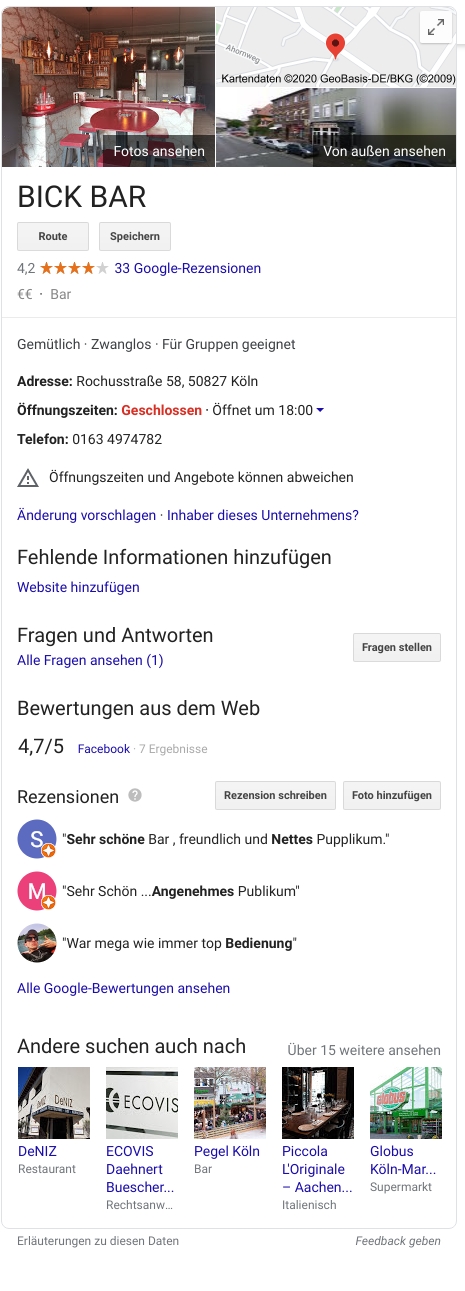 Ahornweg
Kartendaten ©2020 GeoBasis-DE/BKG (©2009)
Fotos ansehen
Von außen ansehen
BICK BAR
Route
Speichern
4,2 ★★★★★ 33 Google-Rezensionen
€€ · Bar
Gemütlich · Zwanglos · Für Gruppen geeignet
Adresse: Rochusstraße 58, 50827 Köln
Öffnungszeiten: Geschlossen · Öffnet um 18:00
Telefon: 0163 4974782
Öffnungszeiten und Angebote können abweichen
Änderung vorschlagen · Inhaber dieses Unternehmens?
Fehlende Informationen hinzufügen
Website hinzufügen
Fragen und Antworten
Alle Fragen ansehen (1)
Fragen stellen
Bewertungen aus dem Web
4,7/5 Facebook · 7 Ergebnisse
Rezensionen ?
Rezension schreiben
Foto hinzufügen
S
"Sehr schöne Bar , freundlich und Nettes Pupplikum."
M
"Sehr Schön ...Angenehmes Publikum"
"War mega wie immer top Bedienung"
Alle Google-Bewertungen ansehen
Andere suchen auch nach
Über 15 weitere ansehen
DeNIZ
ECOVIS
GLOBUS
DeNIZ
Restaurant
ECOVIS
Daehnert
Buescher...
Rechtsanw...
Pegel Köln
Bar
Piccola
L'Originale
– Aachen...
Italienisch
Globus
Köln-Mar...
Supermarkt
Erläuterungen zu diesen Daten
Feedback geben